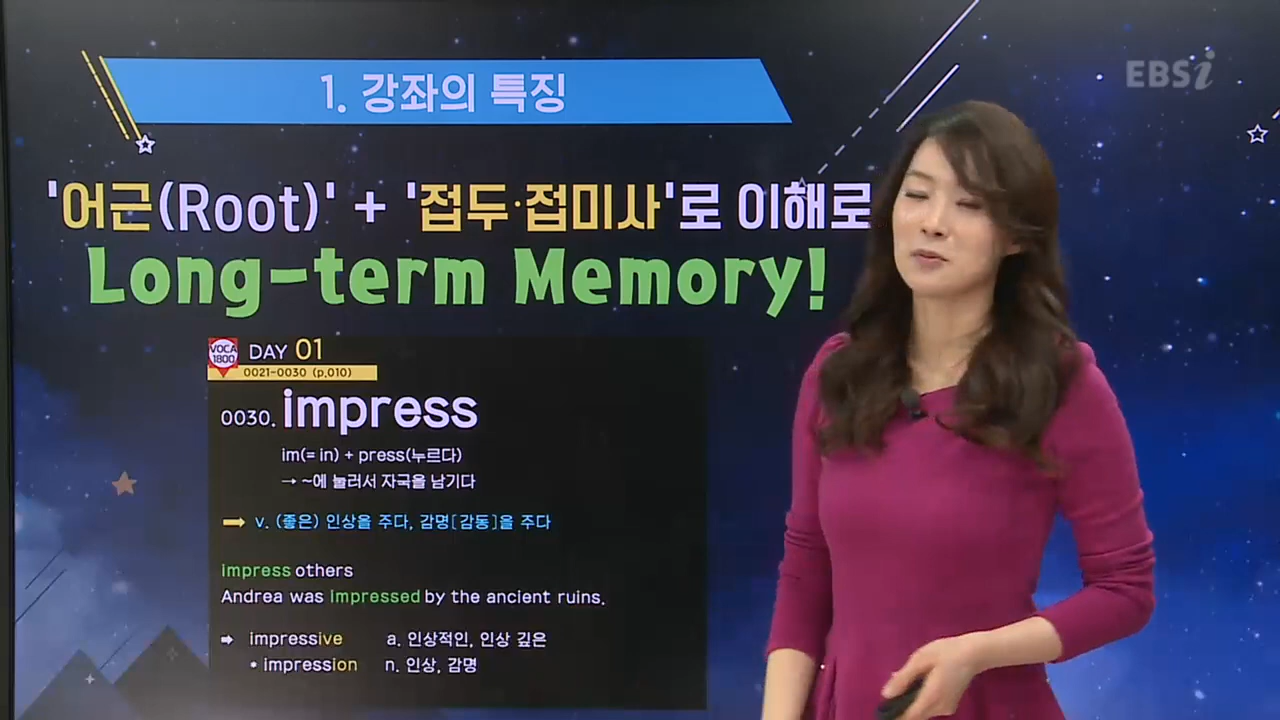 EBSi
1. 강좌의 특징
'어근(Root)' + '접두·접미사'로 이해로
Long-term Memory!
VOCA
1800
DAY 01
0021-0030 (p.010)
0030. impress
im(= in) + press(누르다)
→ ~에 눌러서 자국을 남기다
➡ v. (좋은) 인상을 주다, 감명[감동]을 주다
impress others
Andrea was impressed by the ancient ruins.
➡ impressive a. 인상적인, 인상 깊은
• impression n. 인상, 감명